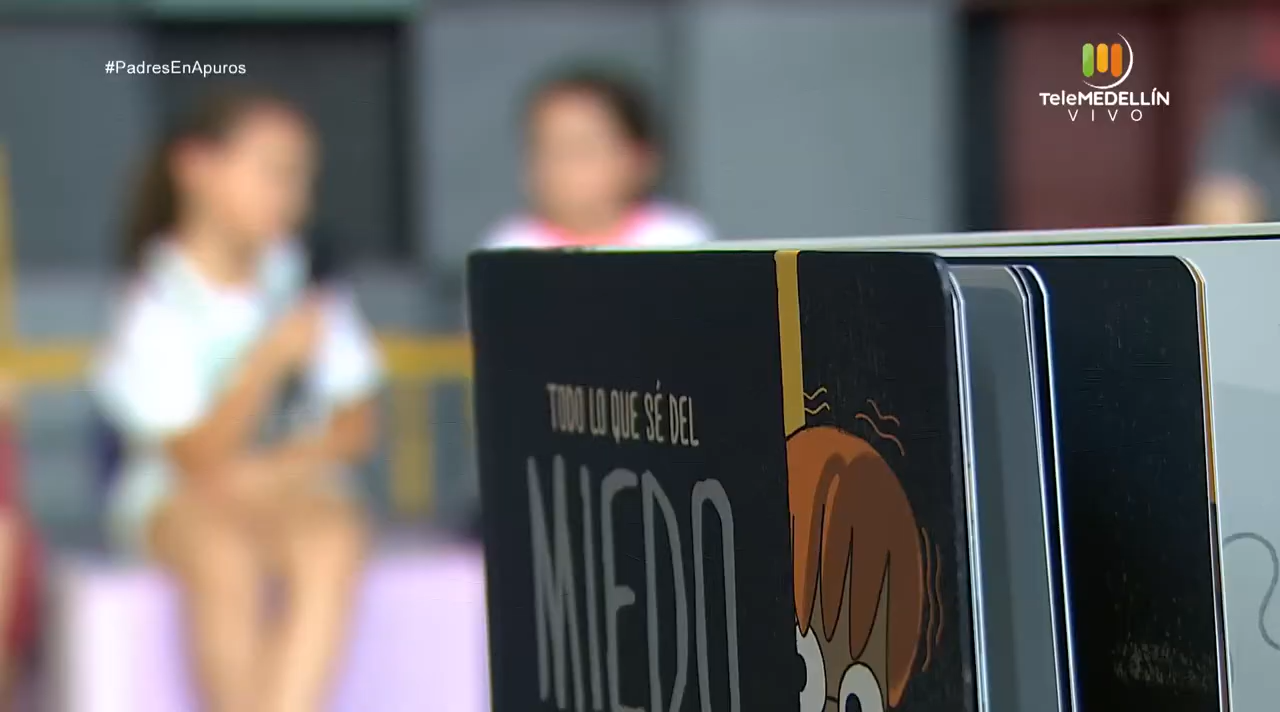 #PadresEnApuros
TeleMEDELLÍN
VIVO
TODO LO QUE SÉ DEL
MIEDO